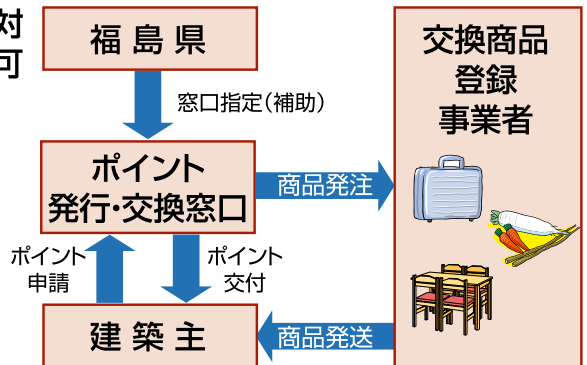 対
可
福島県
窓口指定(補助)
ポイント
発行・交換窓口
商品発注
交換商品
登録
事業者
ポイント
申請
ポイント
交付
建築主
商品発送